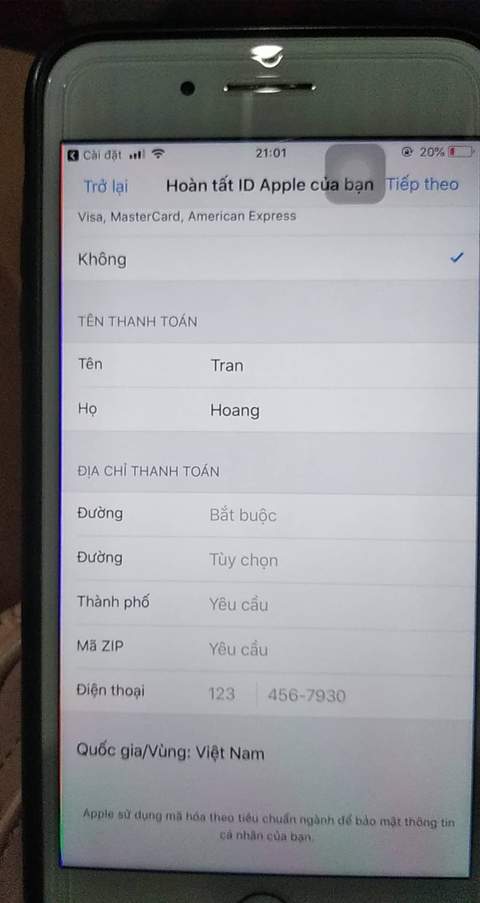 Cài đặt 21:01 20%
Trở lại Hoàn tất ID Apple của bạn Tiếp theo
Visa, MasterCard, American Express
Không
TÊN THANH TOÁN
Tên Tran
Họ Hoang
ĐỊA CHỈ THANH TOÁN
Đường Bắt buộc
Đường Tùy chọn
Thành phố Yêu cầu
Mã ZIP Yêu cầu
Điện thoại 123 456-7930
Quốc gia/Vùng: Việt Nam
Apple sử dụng mã hóa theo tiêu chuẩn ngành để bảo mật thông tin
cá nhân của bạn.